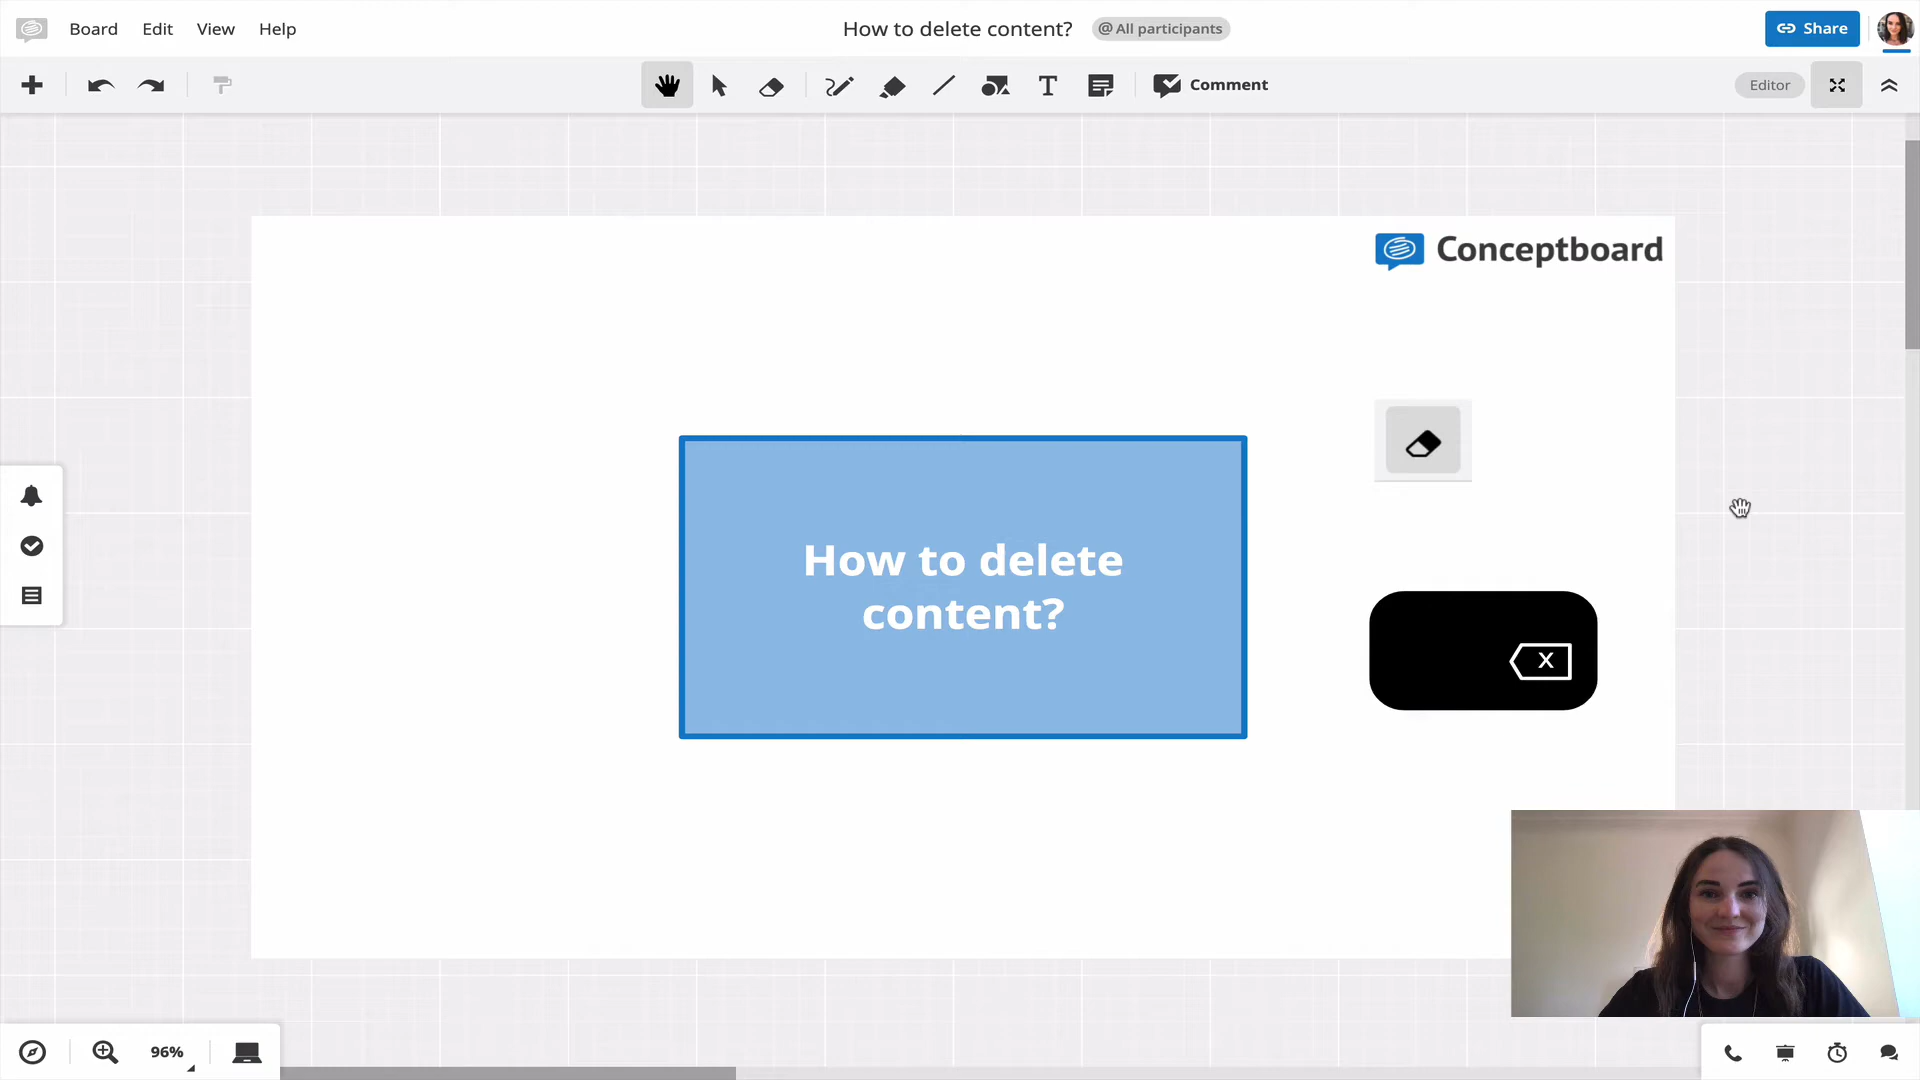 Board Edit View Help
How to delete content?
@ All participants
Share
Comment
Editor
Conceptboard
How to delete
content?
X
96%